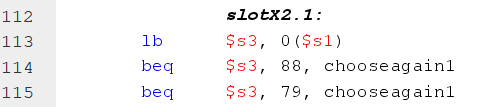 112 slotX2.1:
113 lb $s3, 0($s1)
114 beq $s3, 88, chooseagain1
115 beq $s3, 79, chooseagain1